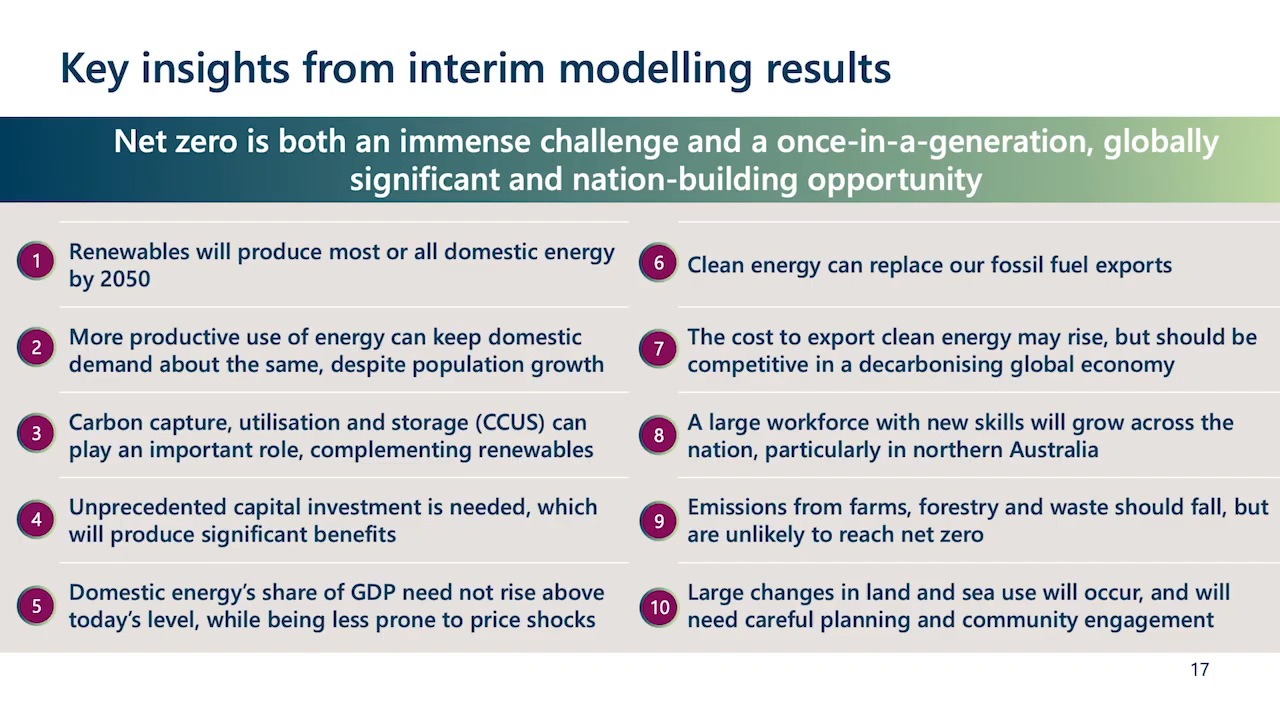 Key insights from interim modelling results
Net zero is both an immense challenge and a once-in-a-generation, globally
significant and nation-building opportunity
1
Renewables will produce most or all domestic energy
by 2050
2
More productive use of energy can keep domestic
demand about the same, despite population growth
3
Carbon capture, utilisation and storage (CCUS) can
play an important role, complementing renewables
4
Unprecedented capital investment is needed, which
will produce significant benefits
5
Domestic energy’s share of GDP need not rise above
today’s level, while being less prone to price shocks
6
Clean energy can replace our fossil fuel exports
7
The cost to export clean energy may rise, but should be
competitive in a decarbonising global economy
8
A large workforce with new skills will grow across the
nation, particularly in northern Australia
9
Emissions from farms, forestry and waste should fall, but
are unlikely to reach net zero
10
Large changes in land and sea use will occur, and will
need careful planning and community engagement
17